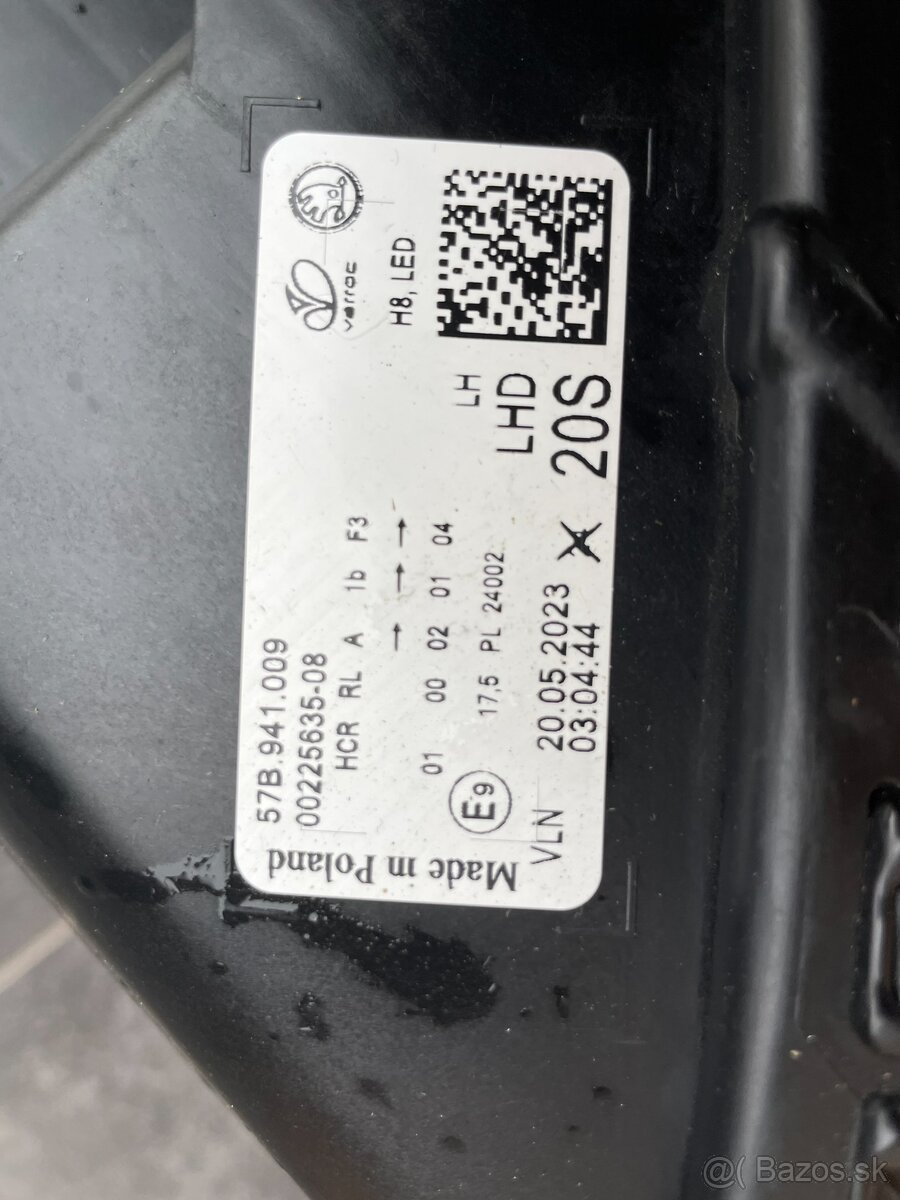 57B.941.009
00225635-08
varroc
HCR RL A 1b F3
H8, LED
→ → →
01 00 02 01 04
LH
E9
17,5 PL 24002
LHD
VLN
20.05.2023
03:04:44
X
20S
Made in Poland
@( Bazos.sk